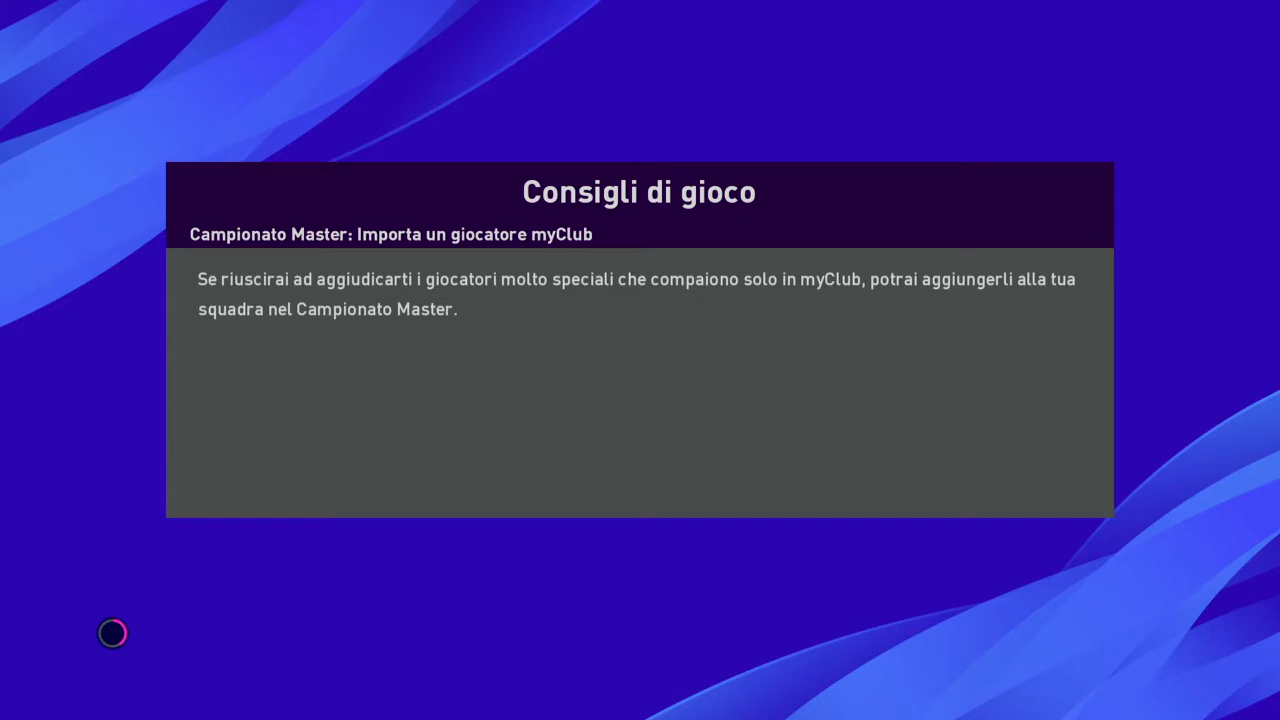 Consigli di gioco
Campionato Master: Importa un giocatore myClub
Se riuscirai ad aggiudicarti i giocatori molto speciali che compaiono solo in myClub, potrai aggiungerli alla tua
squadra nel Campionato Master.